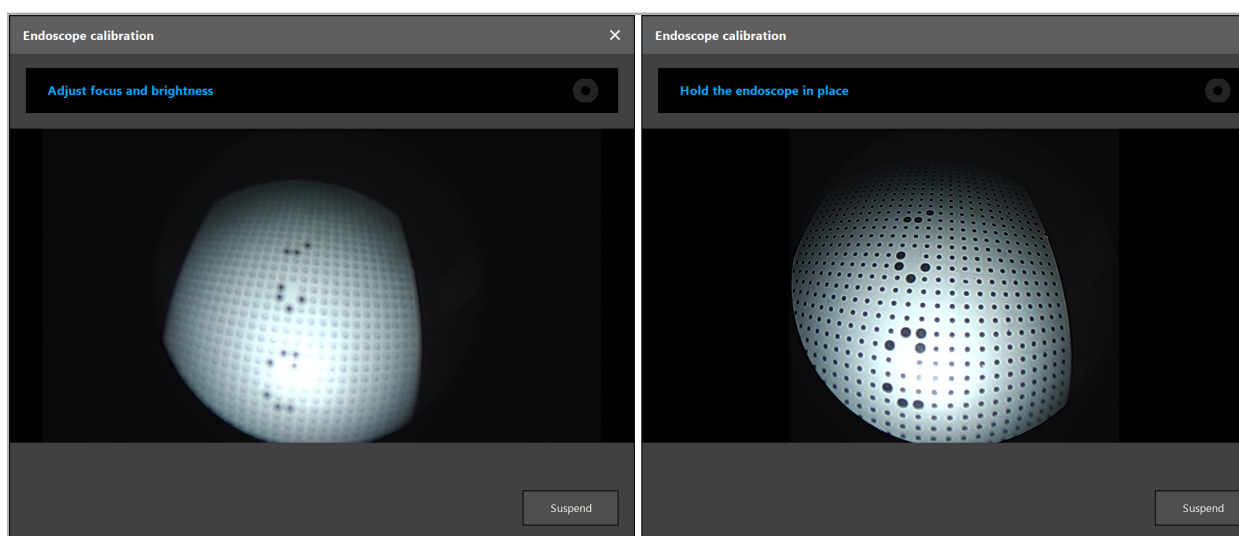 Endoscope calibration
Adjust focus and brightness
Suspend
Endoscope calibration
Hold the endoscope in place
Suspend